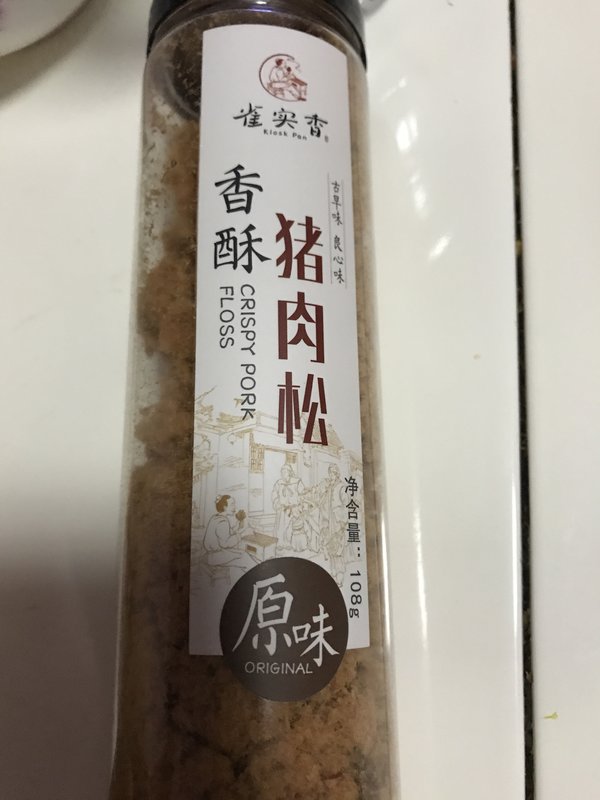 雀实香
Kiosk Pan
古早味 良心味
香酥
猪肉松
CRISPY PORK
FLOSS
净含量：108g
原味
ORIGINAL